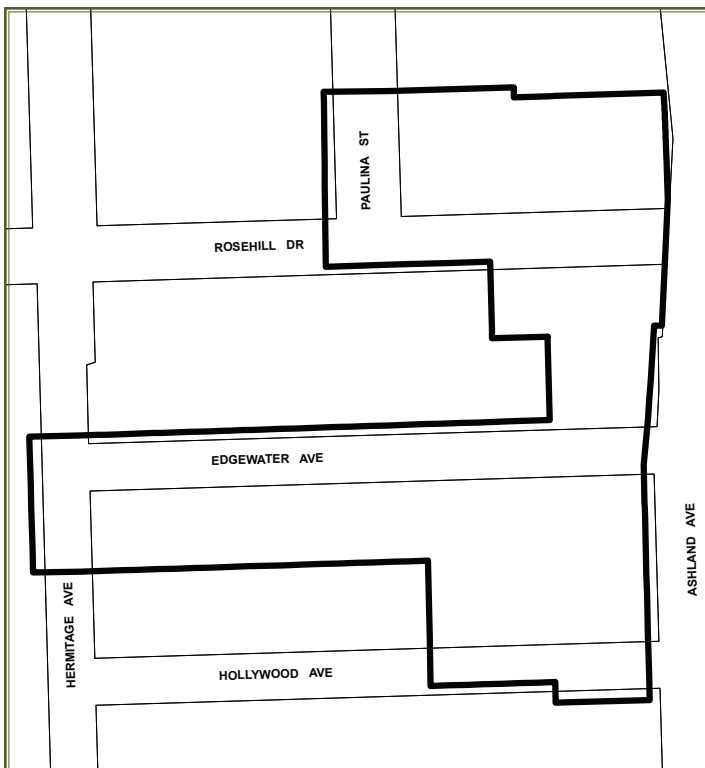 PAULINA ST
ROSEHILL DR
EDGEWATER AVE
ASHLAND AVE
HERMITAGE AVE
HOLLYWOOD AVE